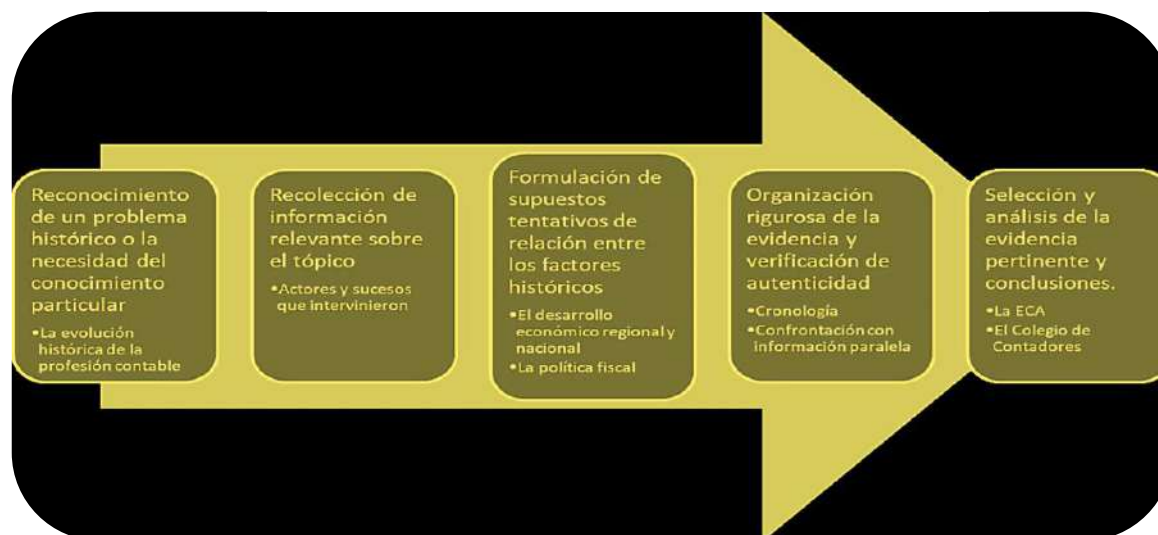 Reconocimiento
de un problema
histórico o la
necesidad del
conocimiento
particular
•La evolución
histórica de la
profesión contable
Recolección de
información
relevante sobre
el tópico
•Actores y sucesos
que intervinieron
Formulación de
supuestos
tentativos de
relación entre
los factores
históricos
•El desarrollo
económico regional y
nacional
•La política fiscal
Organización
rigurosa de la
evidencia y
verificación de
autenticidad
•Cronología
•Confrontación con
información paralela
Selección y
análisis de la
evidencia
pertinente y
conclusiones.
•La ECA
•El Colegio de
Contadores